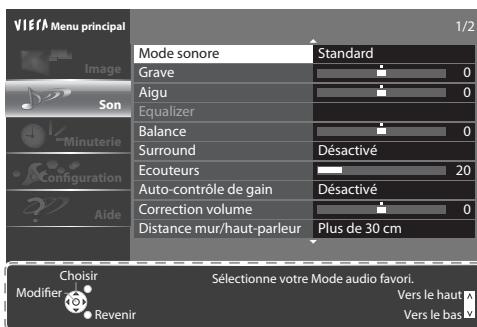 VIERA Menu principal
1/2
Image
Son
Minuterie
Configuration
Aide
Mode sonore Standard
Grave 0
Aigu 0
Equalizer
Balance 0
Surround Désactivé
Ecouteurs 20
Auto-contrôle de gain Désactivé
Correction volume 0
Distance mur/haut-parleur Plus de 30 cm
Choisir
Modifier
Revenir
Sélectionne votre Mode audio favori.
Vers le haut
Vers le bas